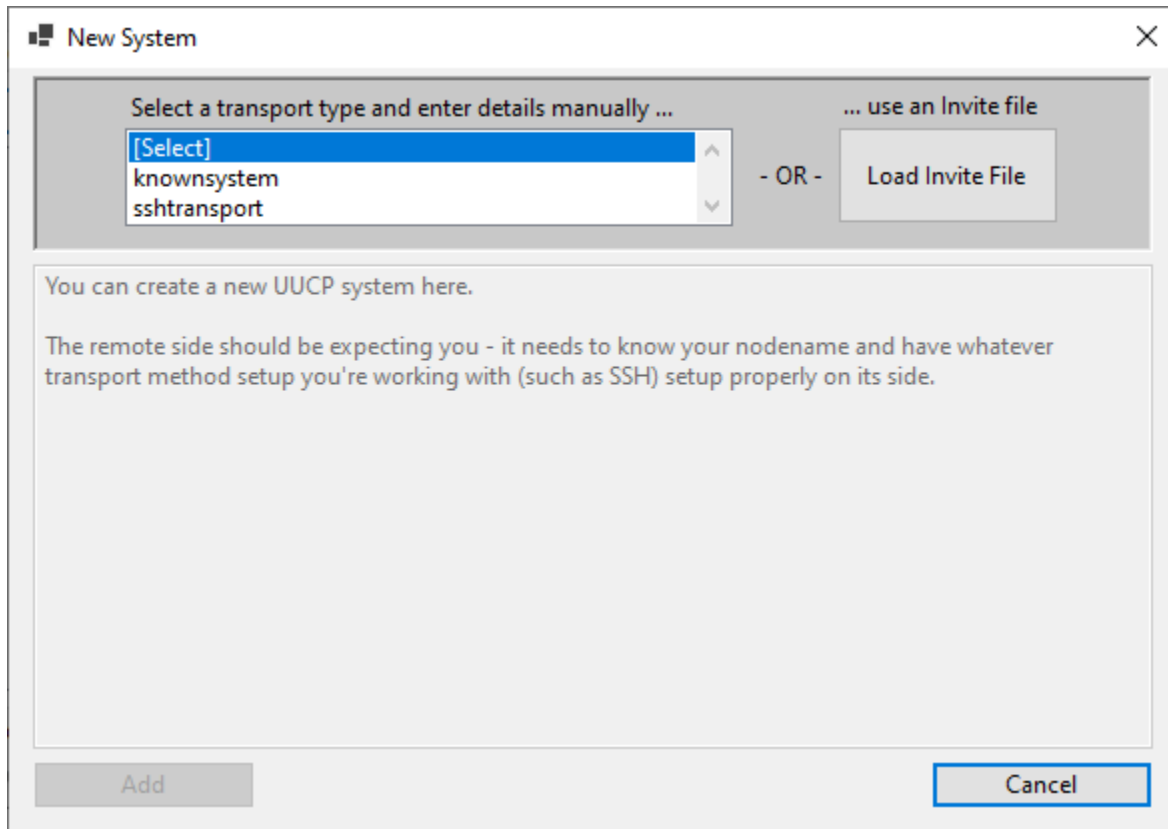 New System
Select a transport type and enter details manually ...
... use an Invite file
[Select]
knownsystem
sshtransport
- OR -
Load Invite File
You can create a new UUCP system here.
The remote side should be expecting you - it needs to know your nodename and have whatever
transport method setup you're working with (such as SSH) setup properly on its side.
Add
Cancel